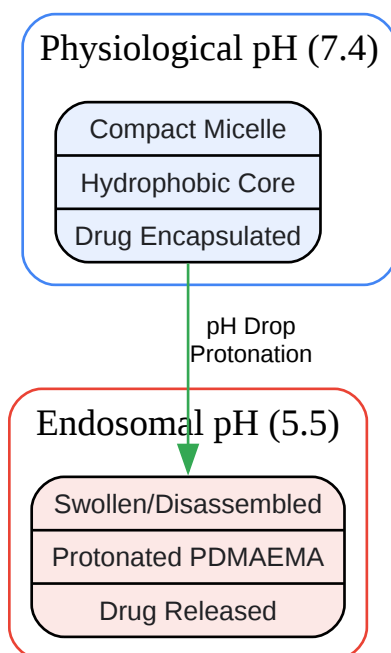 Physiological pH (7.4)
Compact Micelle
Hydrophobic Core
Drug Encapsulated
pH Drop
Protonation
Endosomal pH (5.5)
Swollen/Disassembled
Protonated PDMAEMA
Drug Released